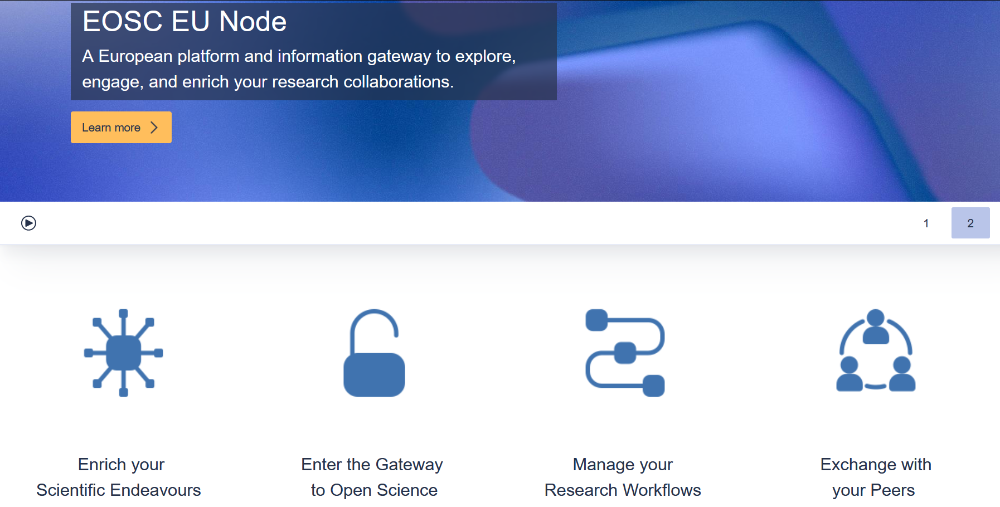 EOSC EU Node
A European platform and information gateway to explore,
engage, and enrich your research collaborations.
Learn more
1
2
Enrich your
Scientific Endeavours
Enter the Gateway
to Open Science
Manage your
Research Workflows
Exchange with
your Peers